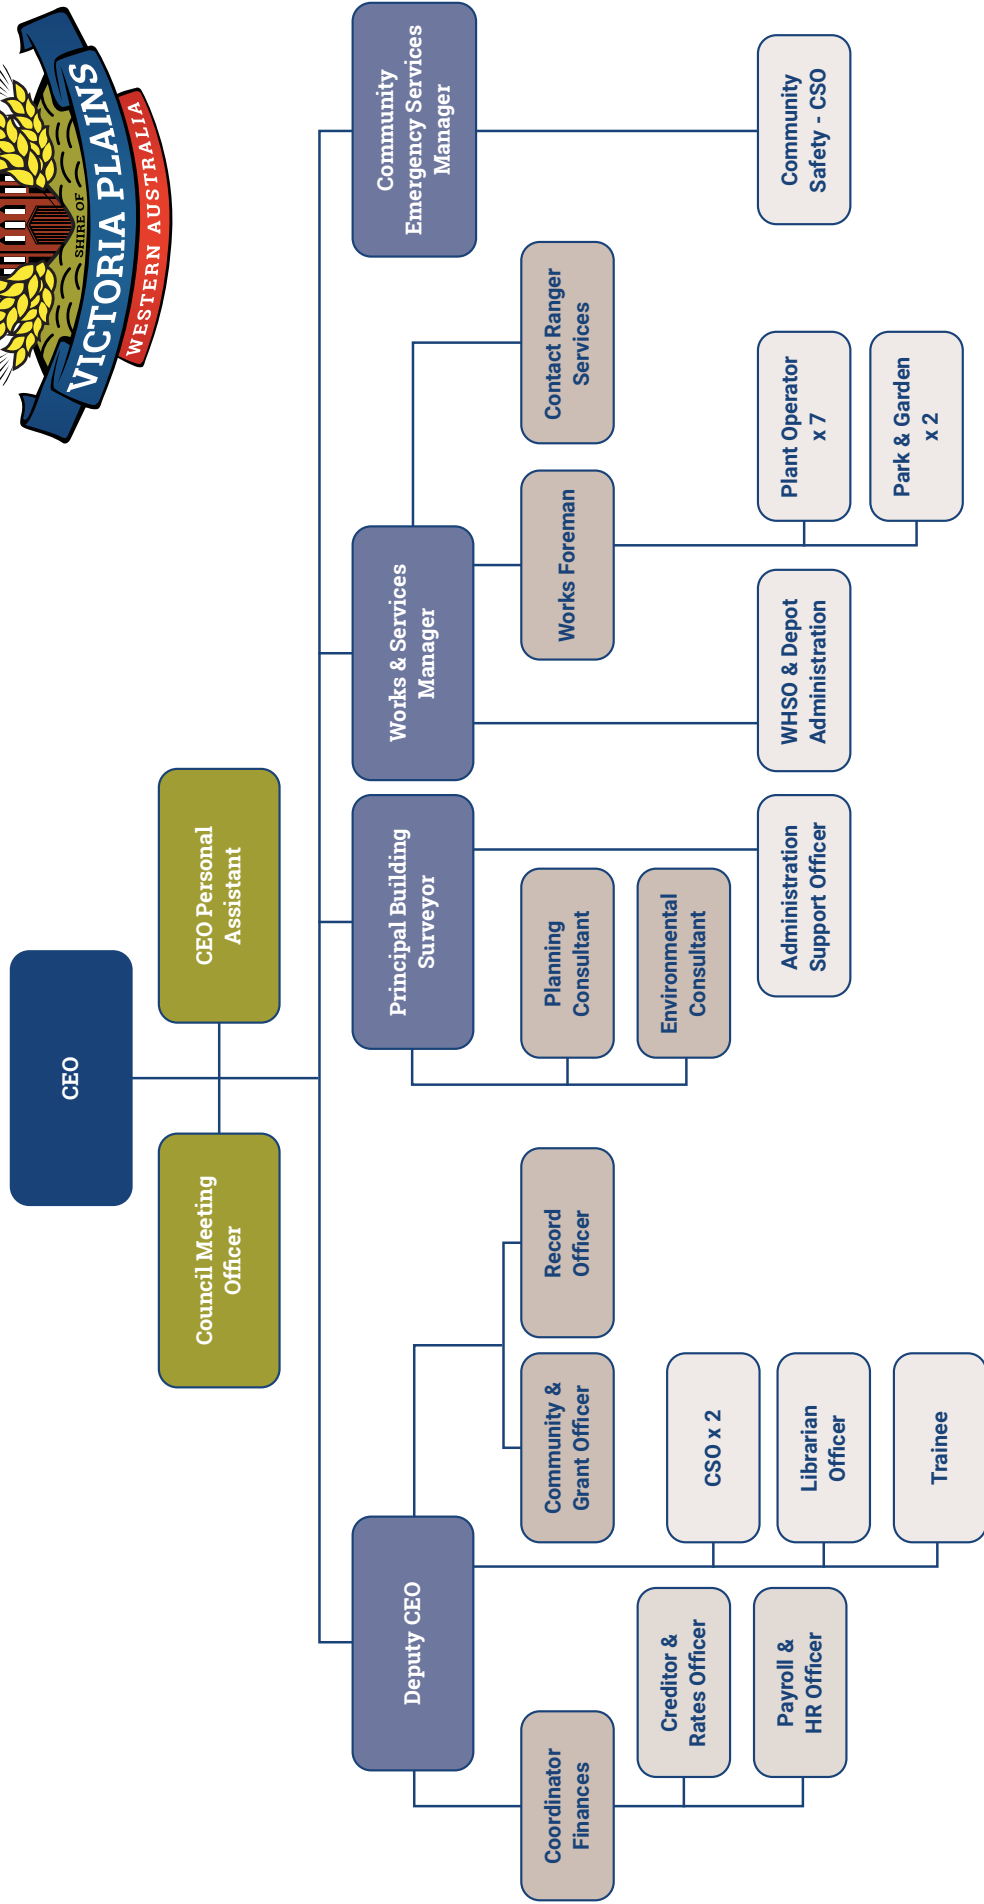 SHIRE OF
VICTORIA PLAINS
WESTERN AUSTRALIA
CEO
Council Meeting
Officer
CEO Personal
Assistant
Deputy CEO
Principal Building
Surveyor
Works & Services
Manager
Community
Emergency Services
Manager
Coordinator
Finances
Community &
Grant Officer
Record
Officer
Planning
Consultant
Works Foreman
Contact Ranger
Services
Creditor &
Rates Officer
CSO x 2
Environmental
Consultant
Payroll &
HR Officer
Librarian
Officer
Administration
Support Officer
WHSO & Depot
Administration
Plant Operator
x 7
Community
Safety - CSO
Trainee
Park & Garden
x 2